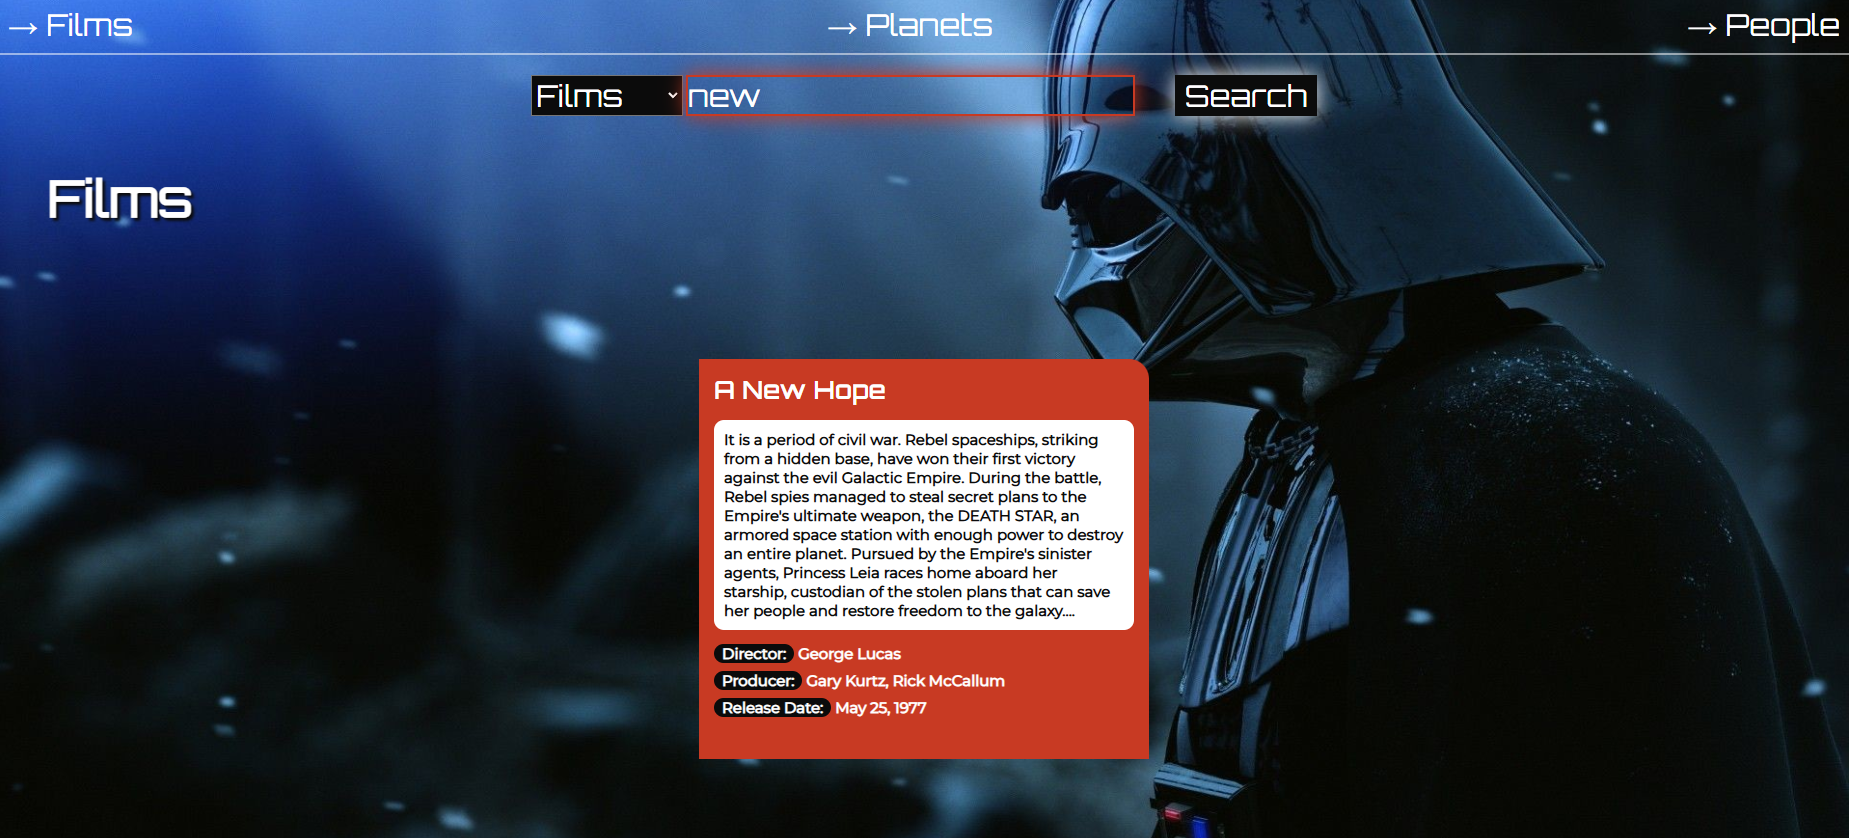 → Films → Planets → People
Films new Search
Films
A New Hope
It is a period of civil war. Rebel spaceships, striking
from a hidden base, have won their first victory
against the evil Galactic Empire. During the battle,
Rebel spies managed to steal secret plans to the
Empire's ultimate weapon, the DEATH STAR, an
armored space station with enough power to destroy
an entire planet. Pursued by the Empire's sinister
agents, Princess Leia races home aboard her
starship, custodian of the stolen plans that can save
her people and restore freedom to the galaxy....
Director: George Lucas
Producer: Gary Kurtz, Rick McCallum
Release Date: May 25, 1977